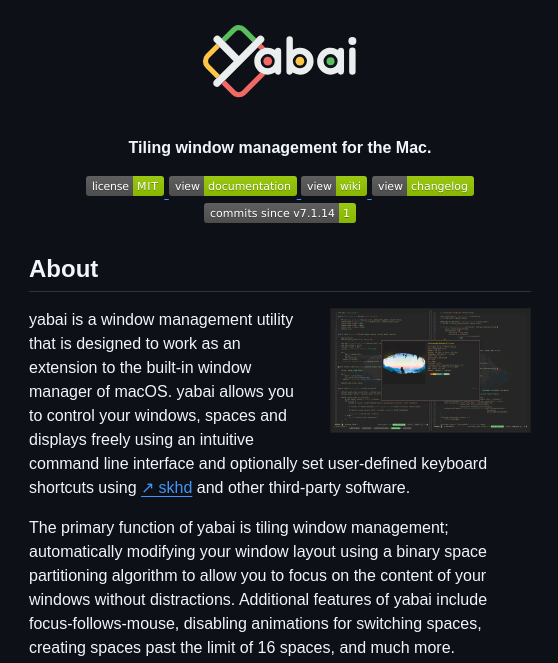 Yabai
Tiling window management for the Mac.
license MIT view documentation view wiki view changelog
commits since v7.1.14 1
About
yabai is a window management utility
that is designed to work as an
extension to the built-in window
manager of macOS. yabai allows you
to control your windows, spaces and
displays freely using an intuitive
command line interface and optionally set user-defined keyboard
shortcuts using ↗ skhd and other third-party software.
The primary function of yabai is tiling window management;
automatically modifying your window layout using a binary space
partitioning algorithm to allow you to focus on the content of your
windows without distractions. Additional features of yabai include
focus-follows-mouse, disabling animations for switching spaces,
creating spaces past the limit of 16 spaces, and much more.